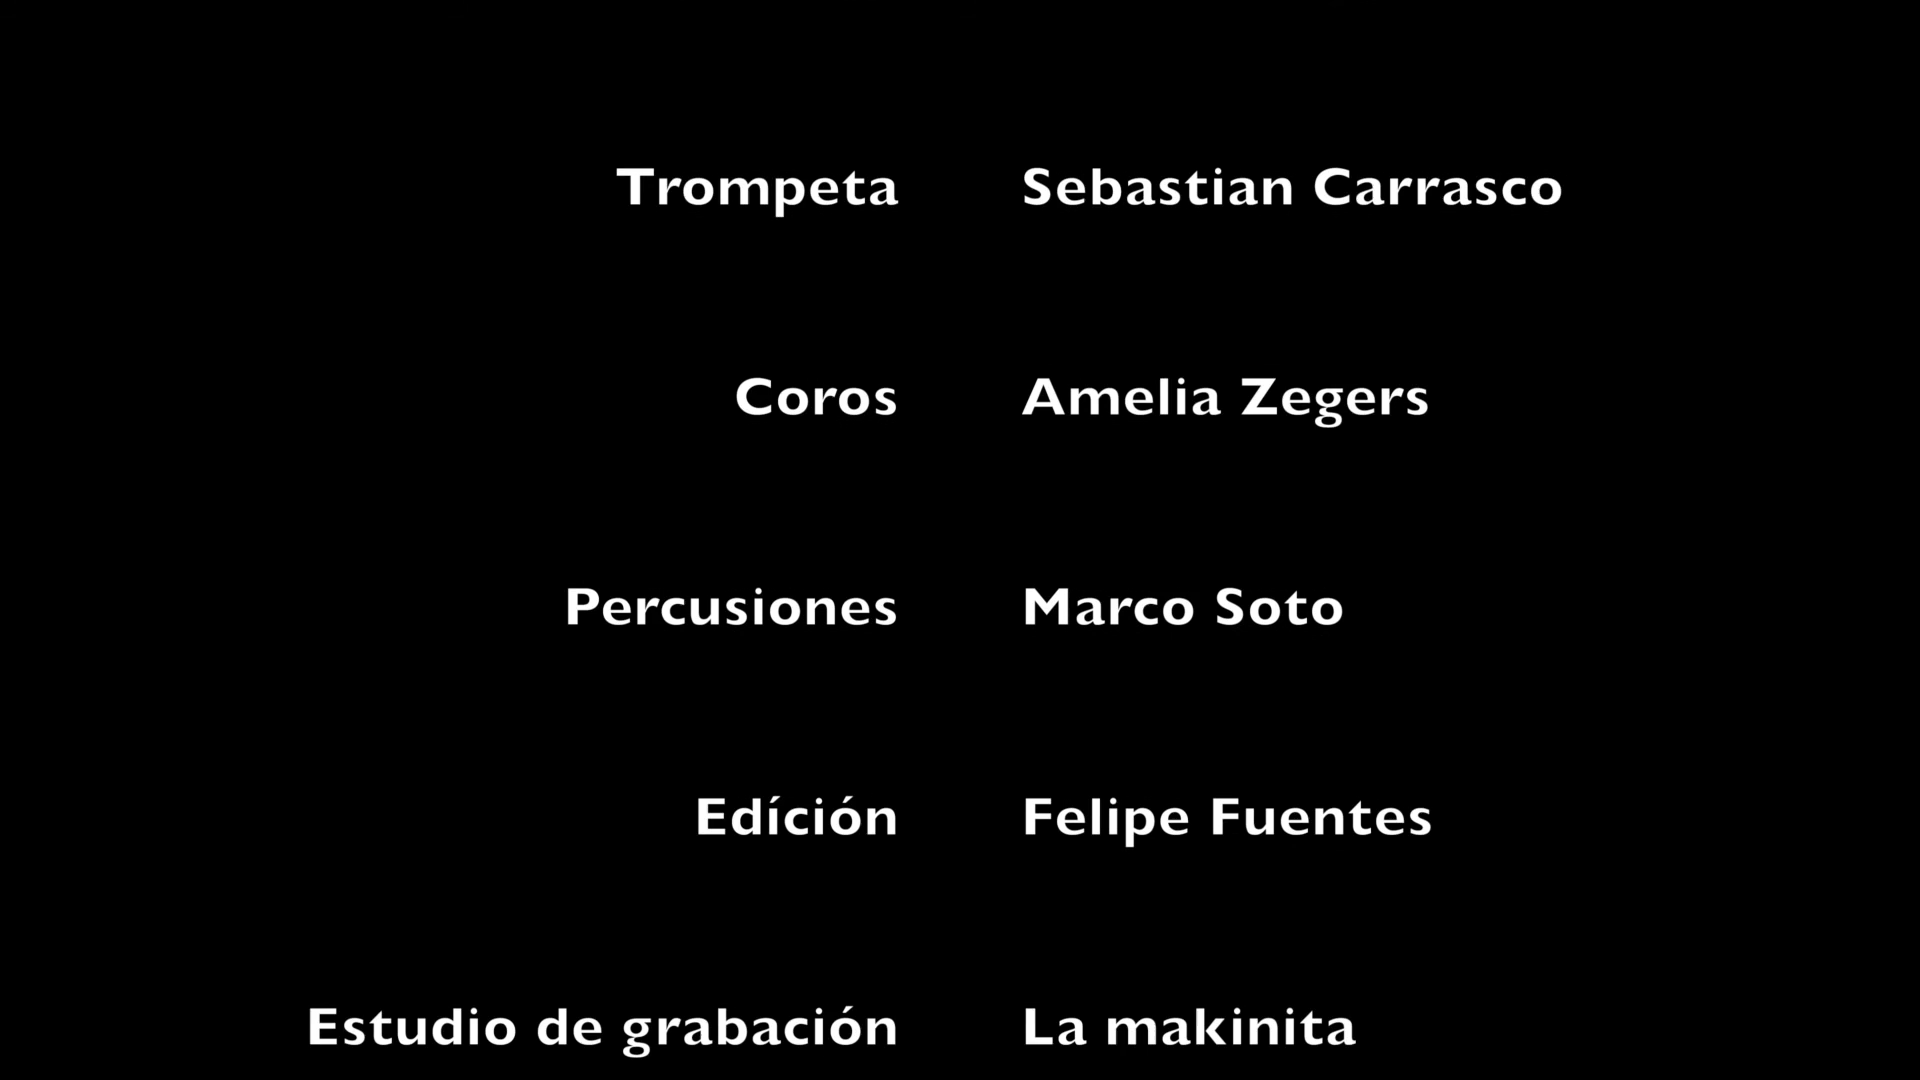 Trompeta Sebastian Carrasco
Coros Amelia Zegers
Percusiones Marco Soto
Edíción Felipe Fuentes
Estudio de grabación La makinita